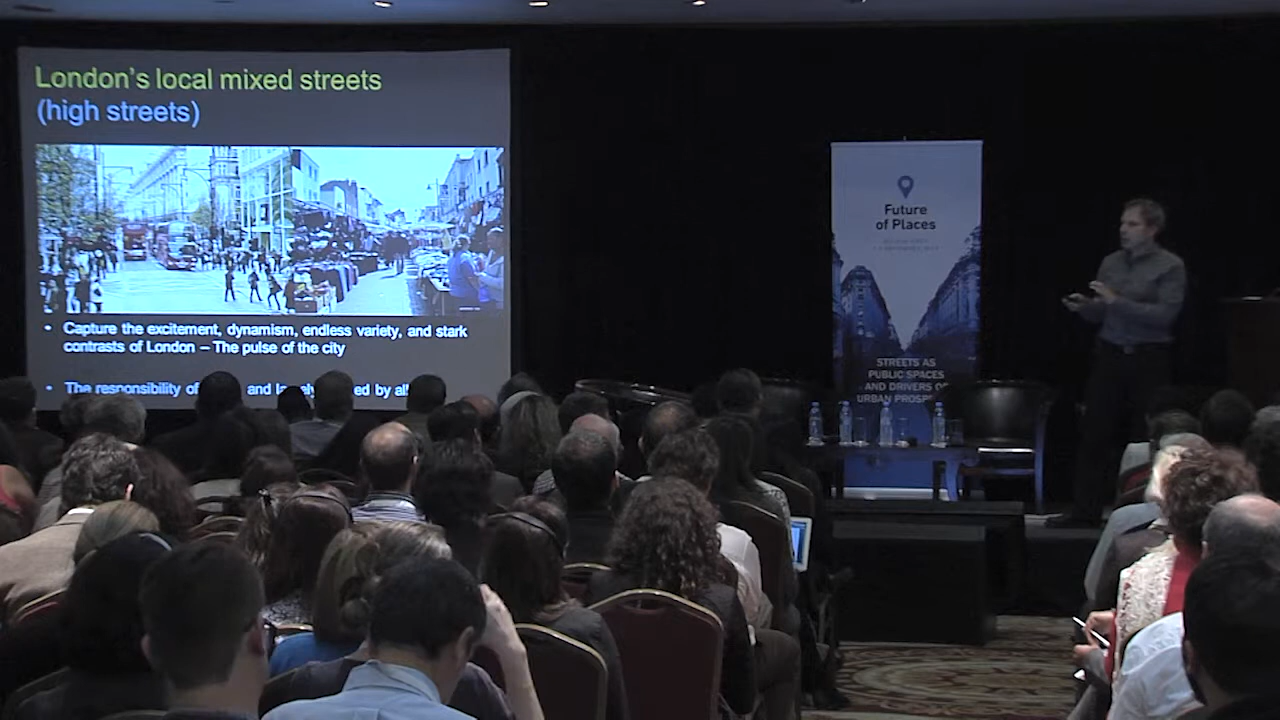 London's local mixed streets
(high streets)
• Capture the excitement, dynamism, endless variety, and stark
contrasts of London – The pulse of the city
• The responsibility of and by all
Future
of Places
STREETS AS
PUBLIC SPACES
AND DRIVERS OF
URBAN